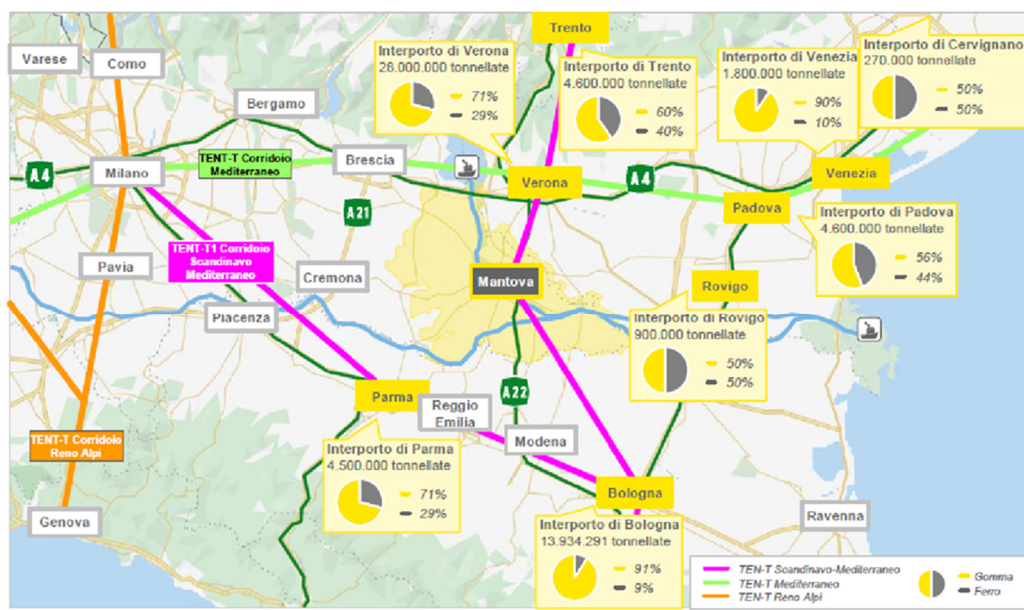 Trento
Varese
Como
Interporto di Verona
26.000.000 tonnellate
71%
29%
Interporto di Trento
4.600.000 tonnellate
60%
40%
Interporto di Venezia
1.800.000 tonnellate
90%
10%
Interporto di Cervignano
270.000 tonnellate
50%
50%
Bergamo
A4
Milano
TENT-T Corridoio
Mediterraneo
Brescia
Verona
A4
Venezia
Padova
A21
Interporto di Padova
4.600.000 tonnellate
56%
44%
TENT-T1 Corridoio
Scandinavo
Mediterraneo
Pavia
Cremona
Mantova
Rovigo
Piacenza
Interporto di Rovigo
900.000 tonnellate
50%
50%
Parma
A22
Reggio
Emilia
Modena
TENT-T Corridoio
Reno Alpi
Interporto di Parma
4.500.000 tonnellate
71%
29%
Bologna
Genova
Ravenna
Interporto di Bologna
13.934.291 tonnellate
91%
9%
TEN-T Scandinavo-Mediterraneo
TEN-T Mediterraneo
TEN-T Reno Alpi
Gomma
Ferro